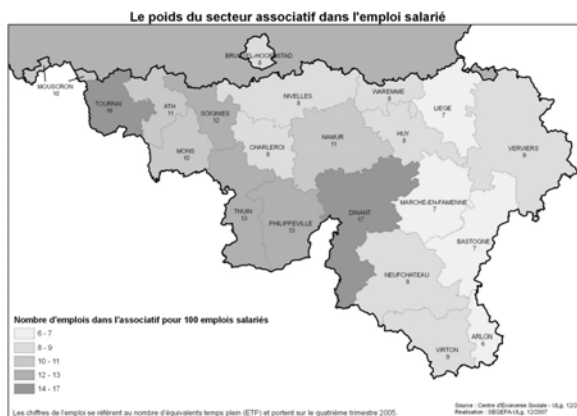 Le poids du secteur associatif dans l'emploi salarié
MOUSCRON
10
TOURNAI
16
ATH
11
SOIGNIES
12
MONS
10
NIVELLES
8
CHARLEROI
8
NAMUR
11
WAREMME
8
HUY
8
LIEGE
7
VERVIERS
9
THUIN
13
PHILIPPEVILLE
13
DINANT
17
MARCHE-EN-FAMENNE
7
BASTOGNE
7
NEUFCHATEAU
9
ARLON
6
VIRTON
9
Nombre d'emplois dans l'associatif pour 100 emplois salariés
6 - 7
8 - 9
10 - 11
12 - 13
14 - 17
Les chiffres de l'emploi se réfèrent au nombre d'équivalents temps plein (ETP) et portent sur le quatrième trimestre 2005.
Source : Centre d'Economie Sociale - ULg, 12/2
Réalisation : SEGEFA-ULg, 12/2007